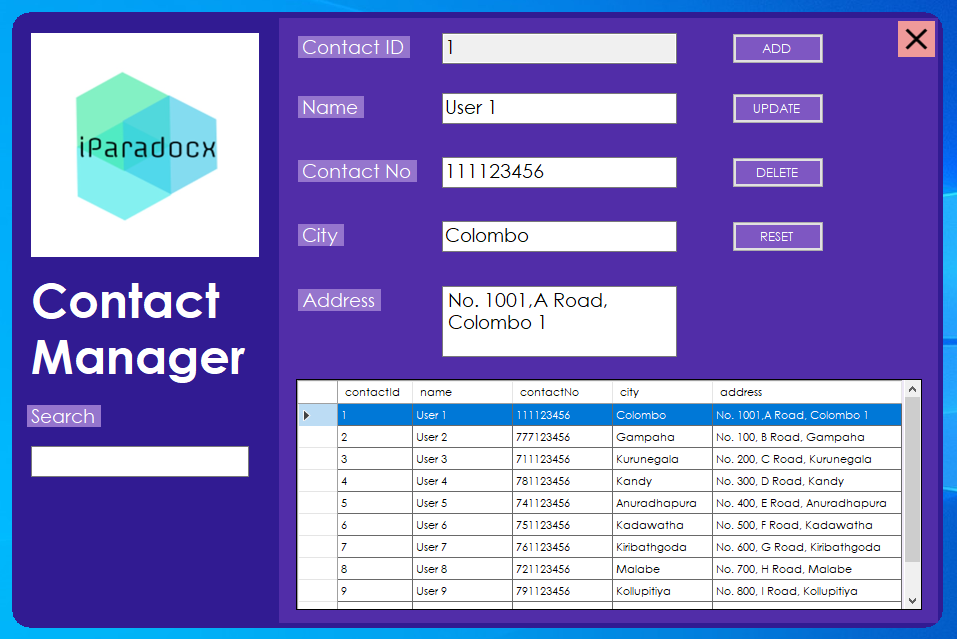 iParadocx
Contact
Manager
Search
Contact ID 1 ADD
Name User 1 UPDATE
Contact No 111123456 DELETE
City Colombo RESET
Address No. 1001,A Road,
Colombo 1
contactId name contactNo city address
1 User 1 111123456 Colombo No. 1001,A Road, Colombo 1
2 User 2 777123456 Gampaha No. 100, B Road, Gampaha
3 User 3 711123456 Kurunegala No. 200, C Road, Kurunegala
4 User 4 781123456 Kandy No. 300, D Road, Kandy
5 User 5 741123456 Anuradhapura No. 400, E Road, Anuradhapura
6 User 6 751123456 Kadawatha No. 500, F Road, Kadawatha
7 User 7 761123456 Kiribathgoda No. 600, G Road, Kiribathgoda
8 User 8 721123456 Malabe No. 700, H Road, Malabe
9 User 9 791123456 Kollupitiya No. 800, I Road, Kollupitiya